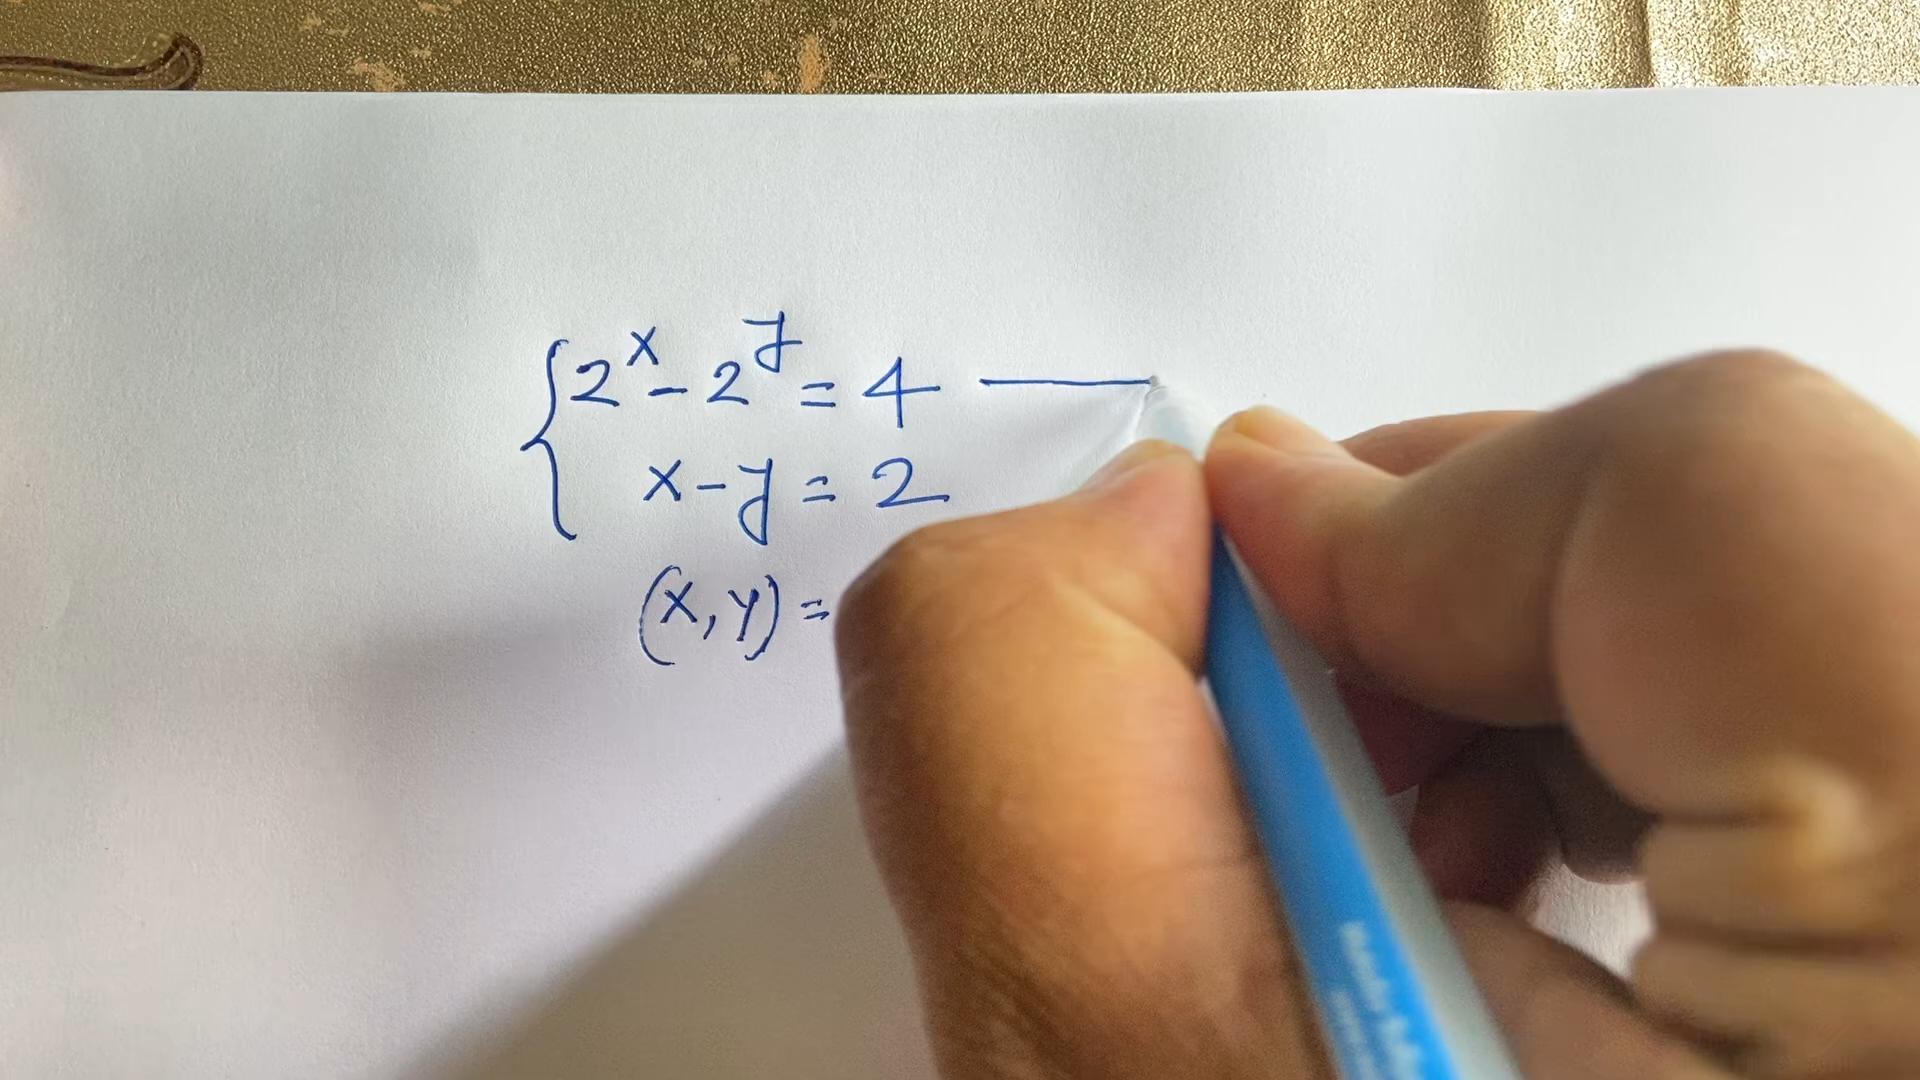 2^x - 2^y = 4
x - y = 2
(x, y) =